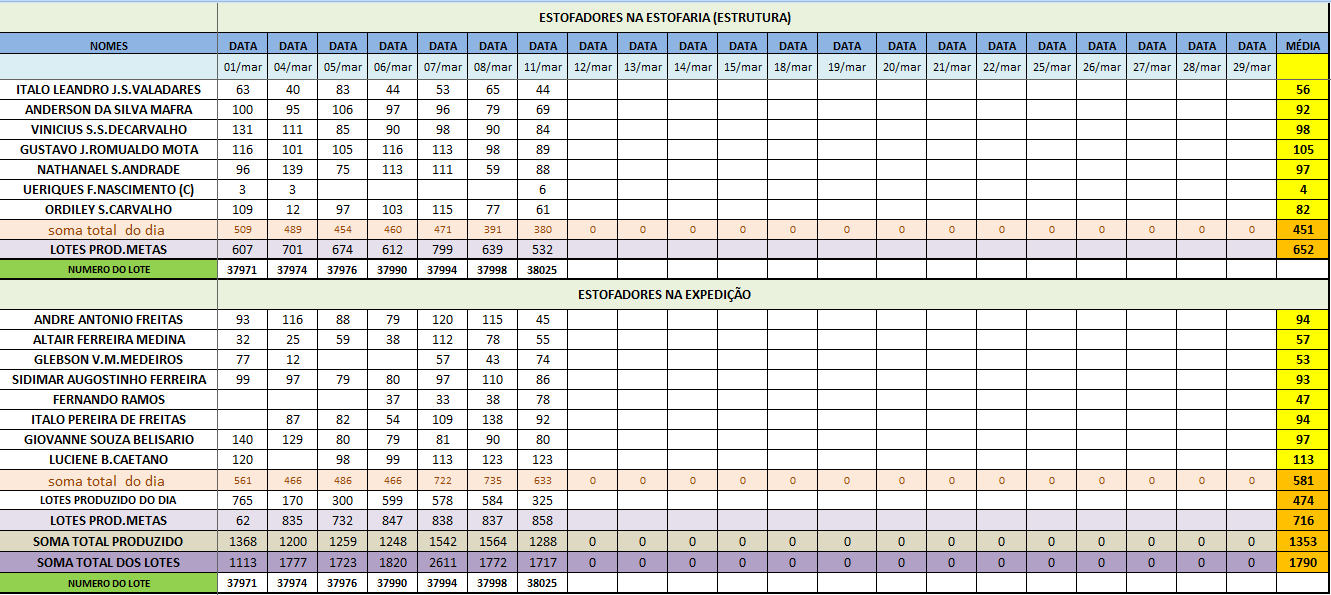 ESTOFADORES NA ESTOFARIA (ESTRUTURA)
NOMES DATA DATA DATA DATA DATA DATA DATA DATA DATA DATA DATA DATA DATA DATA DATA DATA DATA DATA DATA DATA DATA MÉDIA
01/mar 04/mar 05/mar 06/mar 07/mar 08/mar 11/mar 12/mar 13/mar 14/mar 15/mar 18/mar 19/mar 20/mar 21/mar 22/mar 25/mar 26/mar 27/mar 28/mar 29/mar
ITALO LEANDRO J.S.VALADARES 63 40 83 44 53 65 44 56
ANDERSON DA SILVA MAFRA 100 95 106 97 96 79 69 92
VINICIUS S.S.DECARVALHO 131 111 85 90 98 90 84 98
GUSTAVO J.ROMUALDO MOTA 116 101 105 116 113 98 89 105
NATHANAEL S.ANDRADE 96 139 75 113 111 59 88 97
UERIQUES F.NASCIMENTO (C) 3 3 6 4
ORDILEY S.CARVALHO 109 12 97 103 115 77 61 82
soma total do dia 509 489 454 460 471 391 380 0 0 0 0 0 0 0 0 0 0 0 0 0 0 451
LOTES PROD.METAS 607 701 674 612 799 639 532 652
NUMERO DO LOTE 37971 37974 37976 37990 37994 37998 38025
ESTOFADORES NA EXPEDIÇÃO
ANDRE ANTONIO FREITAS 93 116 88 79 120 115 45 94
ALTAIR FERREIRA MEDINA 32 25 59 38 112 78 55 57
GLEBSON V.M.MEDEIROS 77 12 57 43 74 53
SIDIMAR AUGOSTINHO FERREIRA 99 97 79 80 97 110 86 93
FERNANDO RAMOS 37 33 38 78 47
ITALO PEREIRA DE FREITAS 87 82 54 109 138 92 94
GIOVANNE SOUZA BELISARIO 140 129 80 79 81 90 80 97
LUCIENE B.CAETANO 120 98 99 113 123 123 113
soma total do dia 561 466 486 466 722 735 633 0 0 0 0 0 0 0 0 0 0 0 0 0 0 581
LOTES PRODUZIDO DO DIA 765 170 300 599 578 584 325 474
LOTES PROD.METAS 62 835 732 847 838 837 858 716
SOMA TOTAL PRODUZIDO 1368 1200 1259 1248 1542 1564 1288 0 0 0 0 0 0 0 0 0 0 0 0 0 0 1353
SOMA TOTAL DOS LOTES 1113 1777 1723 1820 2611 1772 1717 0 0 0 0 0 0 0 0 0 0 0 0 0 0 1790
NUMERO DO LOTE 37971 37974 37976 37990 37994 37998 38025